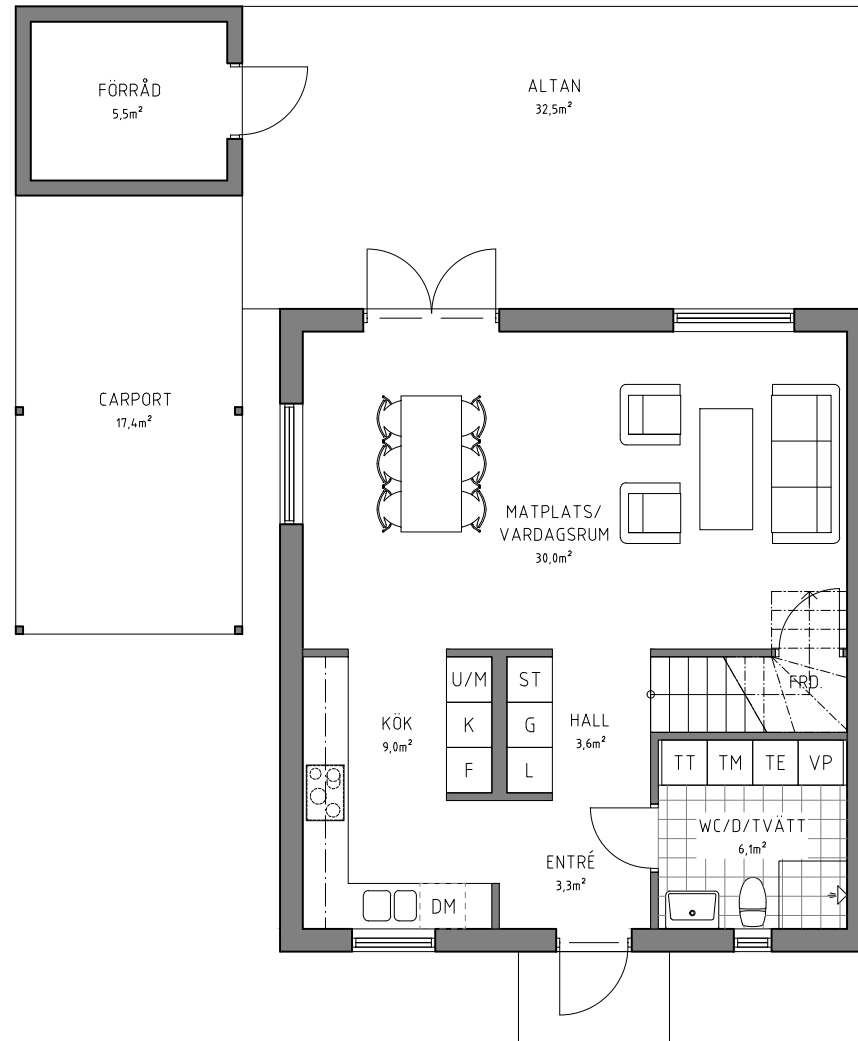 FÖRRÅD
5,5m²
ALTAN
32,5m²
CARPORT
17,4m²
MATPLATS/
VARDAGSRUM
30,0m²
U/M
ST
FRD.
KÖK
9,0m²
K
G
HALL
3,6m²
F
L
TT
TM
TE
VP
WC/D/TVÄTT
6,1m²
ENTRÉ
3,3m²
DM